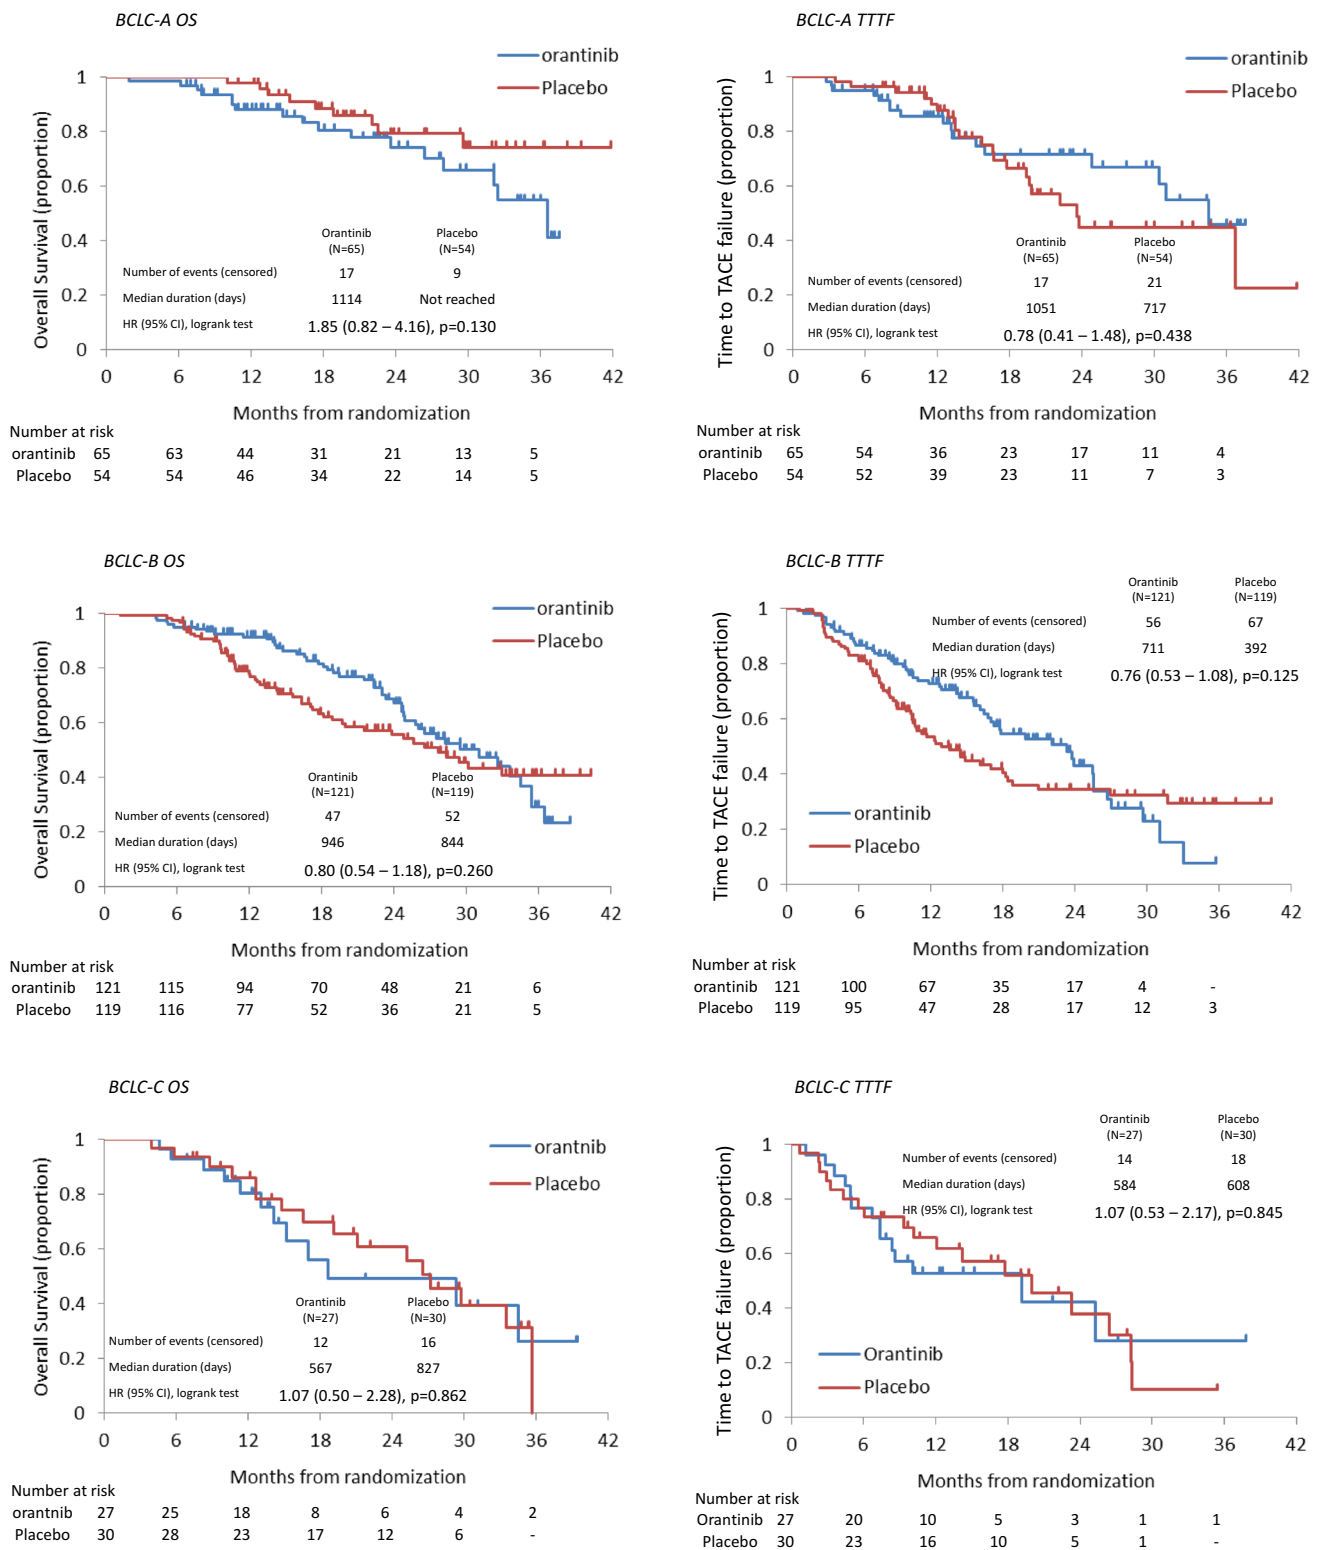 BCLC-A OS
orantinib
Placebo
Overall Survival (proportion)
1
0.8
0.6
0.4
0.2
0
Orantinib Placebo
(N=65) (N=54)
Number of events (censored) 17 9
Median duration (days) 1114 Not reached
HR (95% CI), logrank test 1.85 (0.82 – 4.16), p=0.130
0 6 12 18 24 30 36 42
Months from randomization
Number at risk
orantinib 65 63 44 31 21 13 5
Placebo 54 54 46 34 22 14 5
BCLC-A TTTF
orantinib
Placebo
Time to TACE failure (proportion)
1
0.8
0.6
0.4
0.2
0
Orantinib Placebo
(N=65) (N=54)
Number of events (censored) 17 21
Median duration (days) 1051 717
HR (95% CI), logrank test 0.78 (0.41 – 1.48), p=0.438
0 6 12 18 24 30 36 42
Months from randomization
Number at risk
orantinib 65 54 36 23 17 11 4
Placebo 54 52 39 23 11 7 3
BCLC-B OS
orantinib
Placebo
Overall Survival (proportion)
1
0.8
0.6
0.4
0.2
0
Orantinib Placebo
(N=121) (N=119)
Number of events (censored) 47 52
Median duration (days) 946 844
HR (95% CI), logrank test 0.80 (0.54 – 1.18), p=0.260
0 6 12 18 24 30 36 42
Months from randomization
Number at risk
orantinib 121 115 94 70 48 21 6
Placebo 119 116 77 52 36 21 5
BCLC-B TTTF
Orantinib Placebo
(N=121) (N=119)
Number of events (censored) 56 67
Median duration (days) 711 392
HR (95% CI), logrank test 0.76 (0.53 – 1.08), p=0.125
Time to TACE failure (proportion)
1
0.8
0.6
0.4
0.2
0
orantinib
Placebo
0 6 12 18 24 30 36 42
Months from randomization
Number at risk
orantinib 121 100 67 35 17 4 -
Placebo 119 95 47 28 17 12 3
BCLC-C OS
orantnib
Placebo
Overall Survival (proportion)
1
0.8
0.6
0.4
0.2
0
Orantinib Placebo
(N=27) (N=30)
Number of events (censored) 12 16
Median duration (days) 567 827
HR (95% CI), logrank test 1.07 (0.50 – 2.28), p=0.862
0 6 12 18 24 30 36 42
Months from randomization
Number at risk
orantnib 27 25 18 8 6 4 2
Placebo 30 28 23 17 12 6 -
BCLC-C TTTF
Orantinib Placebo
(N=27) (N=30)
Number of events (censored) 14 18
Median duration (days) 584 608
HR (95% CI), logrank test 1.07 (0.53 – 2.17), p=0.845
Time to TACE failure (proportion)
1
0.8
0.6
0.4
0.2
0
Orantinib
Placebo
0 6 12 18 24 30 36 42
Months from randomization
Number at risk
Orantinib 27 20 10 5 3 1 1
Placebo 30 23 16 10 5 1 -